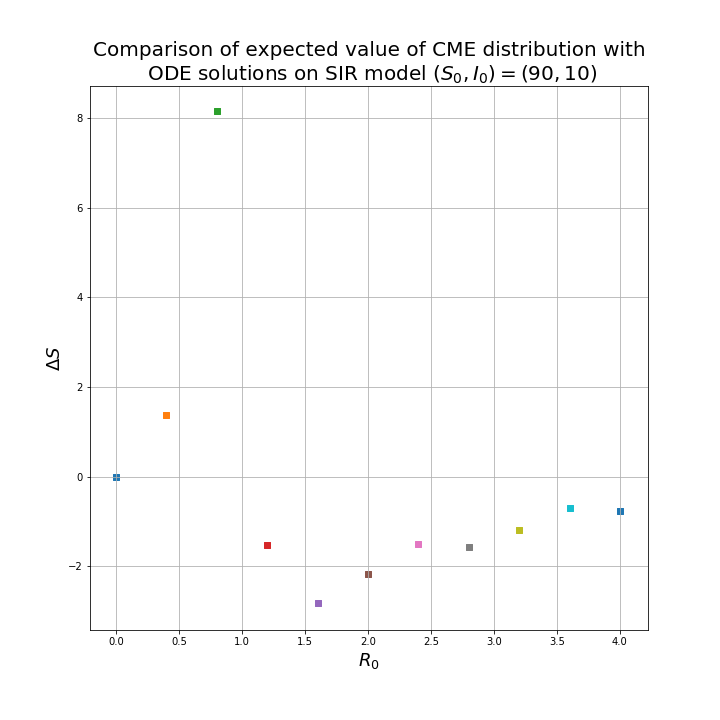 Comparison of expected value of CME distribution with
ODE solutions on SIR model (S₀, I₀) = (90, 10)
8
6
4
2
0
−2
ΔS
0.0 0.5 1.0 1.5 2.0 2.5 3.0 3.5 4.0
R₀